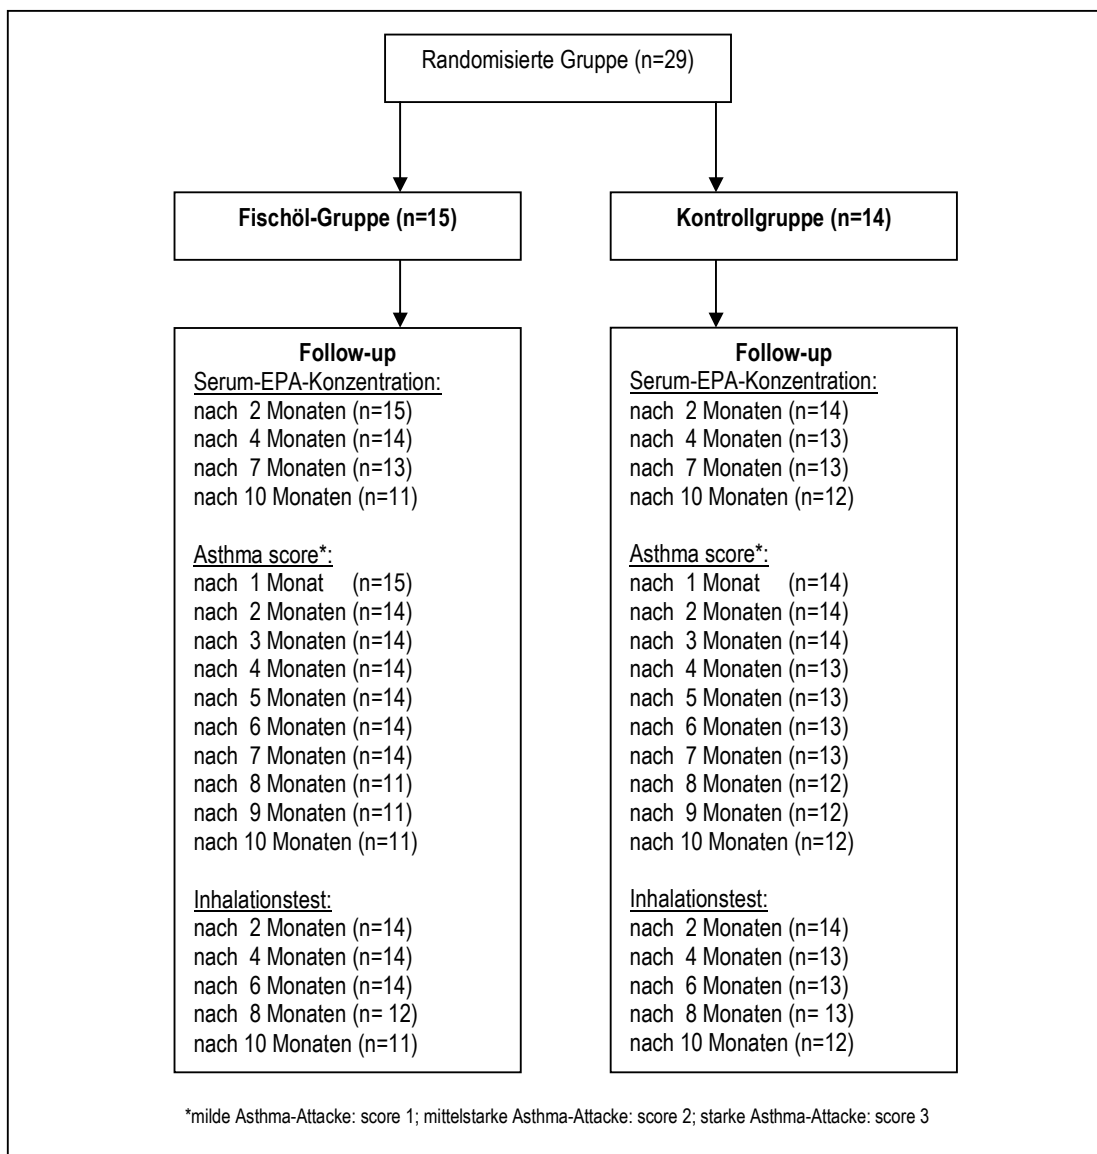 Randomisierte Gruppe (n=29)
Fischöl-Gruppe (n=15)
Kontrollgruppe (n=14)
Follow-up
Serum-EPA-Konzentration:
nach 2 Monaten (n=15)
nach 4 Monaten (n=14)
nach 7 Monaten (n=13)
nach 10 Monaten (n=11)
Asthma score*:
nach 1 Monat (n=15)
nach 2 Monaten (n=14)
nach 3 Monaten (n=14)
nach 4 Monaten (n=14)
nach 5 Monaten (n=14)
nach 6 Monaten (n=14)
nach 7 Monaten (n=14)
nach 8 Monaten (n=11)
nach 9 Monaten (n=11)
nach 10 Monaten (n=11)
Inhalationstest:
nach 2 Monaten (n=14)
nach 4 Monaten (n=14)
nach 6 Monaten (n=14)
nach 8 Monaten (n= 12)
nach 10 Monaten (n=11)
Follow-up
Serum-EPA-Konzentration:
nach 2 Monaten (n=14)
nach 4 Monaten (n=13)
nach 7 Monaten (n=13)
nach 10 Monaten (n=12)
Asthma score*:
nach 1 Monat (n=14)
nach 2 Monaten (n=14)
nach 3 Monaten (n=14)
nach 4 Monaten (n=13)
nach 5 Monaten (n=13)
nach 6 Monaten (n=13)
nach 7 Monaten (n=13)
nach 8 Monaten (n=12)
nach 9 Monaten (n=12)
nach 10 Monaten (n=12)
Inhalationstest:
nach 2 Monaten (n=14)
nach 4 Monaten (n=13)
nach 6 Monaten (n=13)
nach 8 Monaten (n= 13)
nach 10 Monaten (n=12)
*milde Asthma-Attacke: score 1; mittelstarke Asthma-Attacke: score 2; starke Asthma-Attacke: score 3